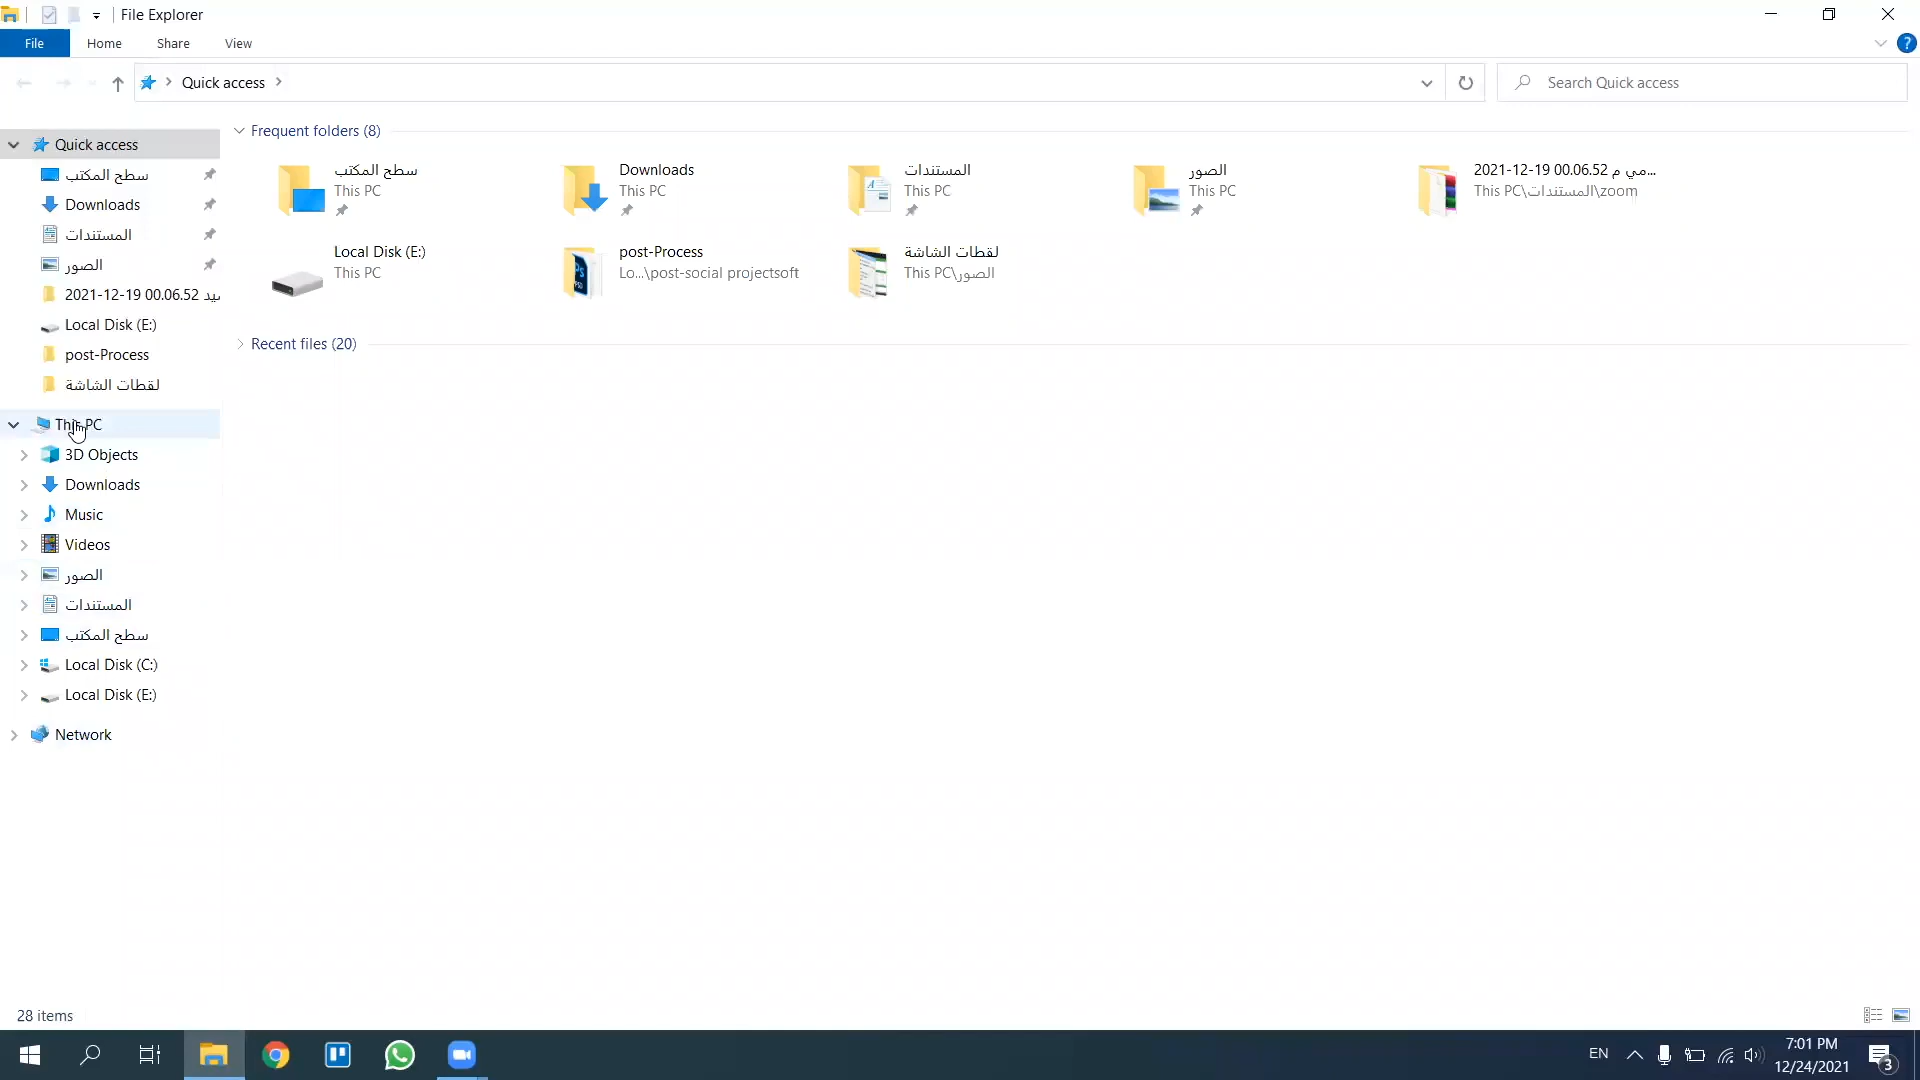 File Explorer
File
Home
Share
View
Quick access
Search Quick access
Quick access
سطح المكتب
Downloads
المستندات
الصور
2021-12-19 00.06.52
Local Disk (E:)
post-Process
لقطات الشاشة
This PC
3D Objects
Downloads
Music
Videos
الصور
المستندات
سطح المكتب
Local Disk (C:)
Local Disk (E:)
Network
Frequent folders (8)
سطح المكتب
This PC
Downloads
This PC
المستندات
This PC
الصور
This PC
2021-12-19 00.06.52 مي م...
This PC\المستندات\zoom
Local Disk (E:)
This PC
post-Process
Lo...\post-social projectsoft
لقطات الشاشة
This PC\الصور
Recent files (20)
28 items
EN
7:01 PM
12/24/2021
3